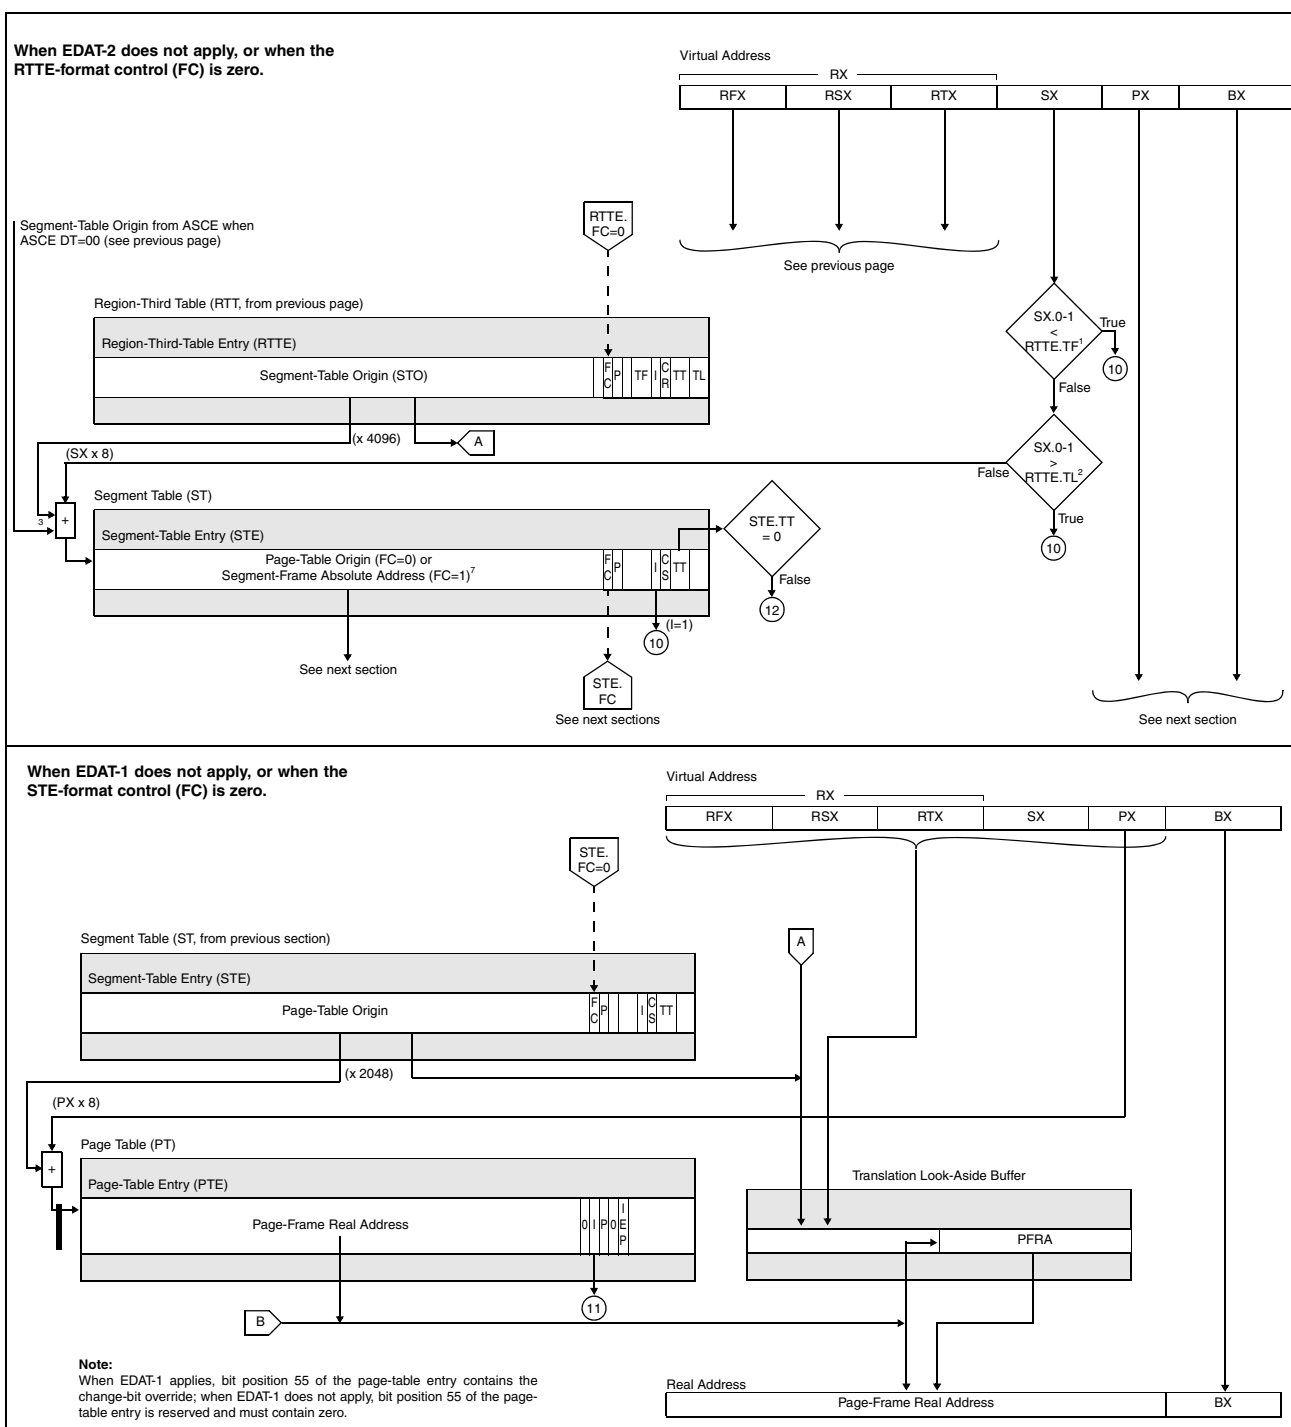 When EDAT-2 does not apply, or when the
RTTE-format control (FC) is zero.
Virtual Address
RX
RFX RSX RTX SX PX BX
Segment-Table Origin from ASCE when
ASCE DT=00 (see previous page)
RTTE.
FC=0
See previous page
Region-Third Table (RTT, from previous page)
Region-Third-Table Entry (RTTE)
Segment-Table Origin (STO)
FC P TF I CR TT TL
SX.0-1
<
RTTE.TF1
True
10
False
(x 4096)
A
(SX x 8)
SX.0-1
>
RTTE.TL2
False
True
10
3
+
Segment Table (ST)
Segment-Table Entry (STE)
Page-Table Origin (FC=0) or
Segment-Frame Absolute Address (FC=1)7
FC P I CS TT
STE.TT
= 0
False
12
(I=1)
10
See next section
STE.
FC
See next sections
See next section
When EDAT-1 does not apply, or when the
STE-format control (FC) is zero.
Virtual Address
RX
RFX RSX RTX SX PX BX
STE.
FC=0
Segment Table (ST, from previous section)
A
Segment-Table Entry (STE)
Page-Table Origin
FC P I CS TT
(x 2048)
(PX x 8)
+
Page Table (PT)
Page-Table Entry (PTE)
Page-Frame Real Address
0 I P 0 IEP
Translation Look-Aside Buffer
PFRA
11
B
Note:
When EDAT-1 applies, bit position 55 of the page-table entry contains the
change-bit override; when EDAT-1 does not apply, bit position 55 of the page-
table entry is reserved and must contain zero.
Real Address
Page-Frame Real Address BX